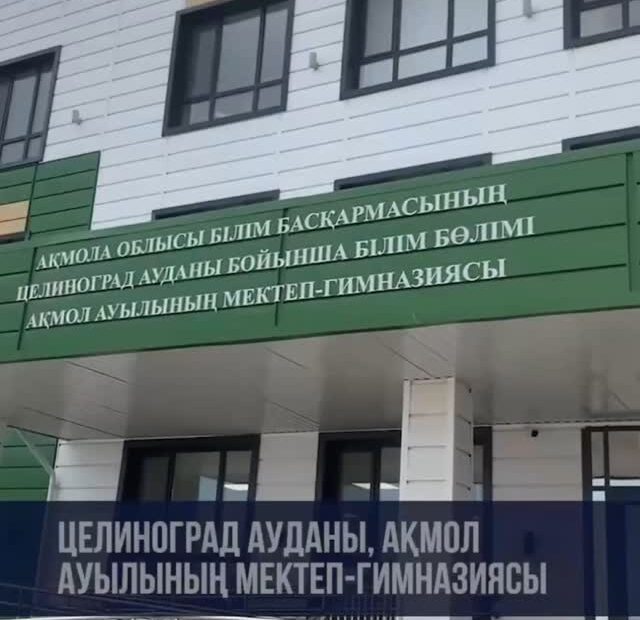 АҚМОЛА ОБЛЫСЫ БІЛІМ БАСҚАРМАСЫНЫҢ
ЦЕЛИНОГРАД АУДАНЫ БОЙЫНША БІЛІМ БӨЛІМІ
АҚМОЛ АУЫЛЫНЫҢ МЕКТЕП-ГИМНАЗИЯСЫ
ЦЕЛИНОГРАД АУДАНЫ, АҚМОЛ
АУЫЛЫНЫҢ МЕКТЕП-ГИМНАЗИЯСЫ